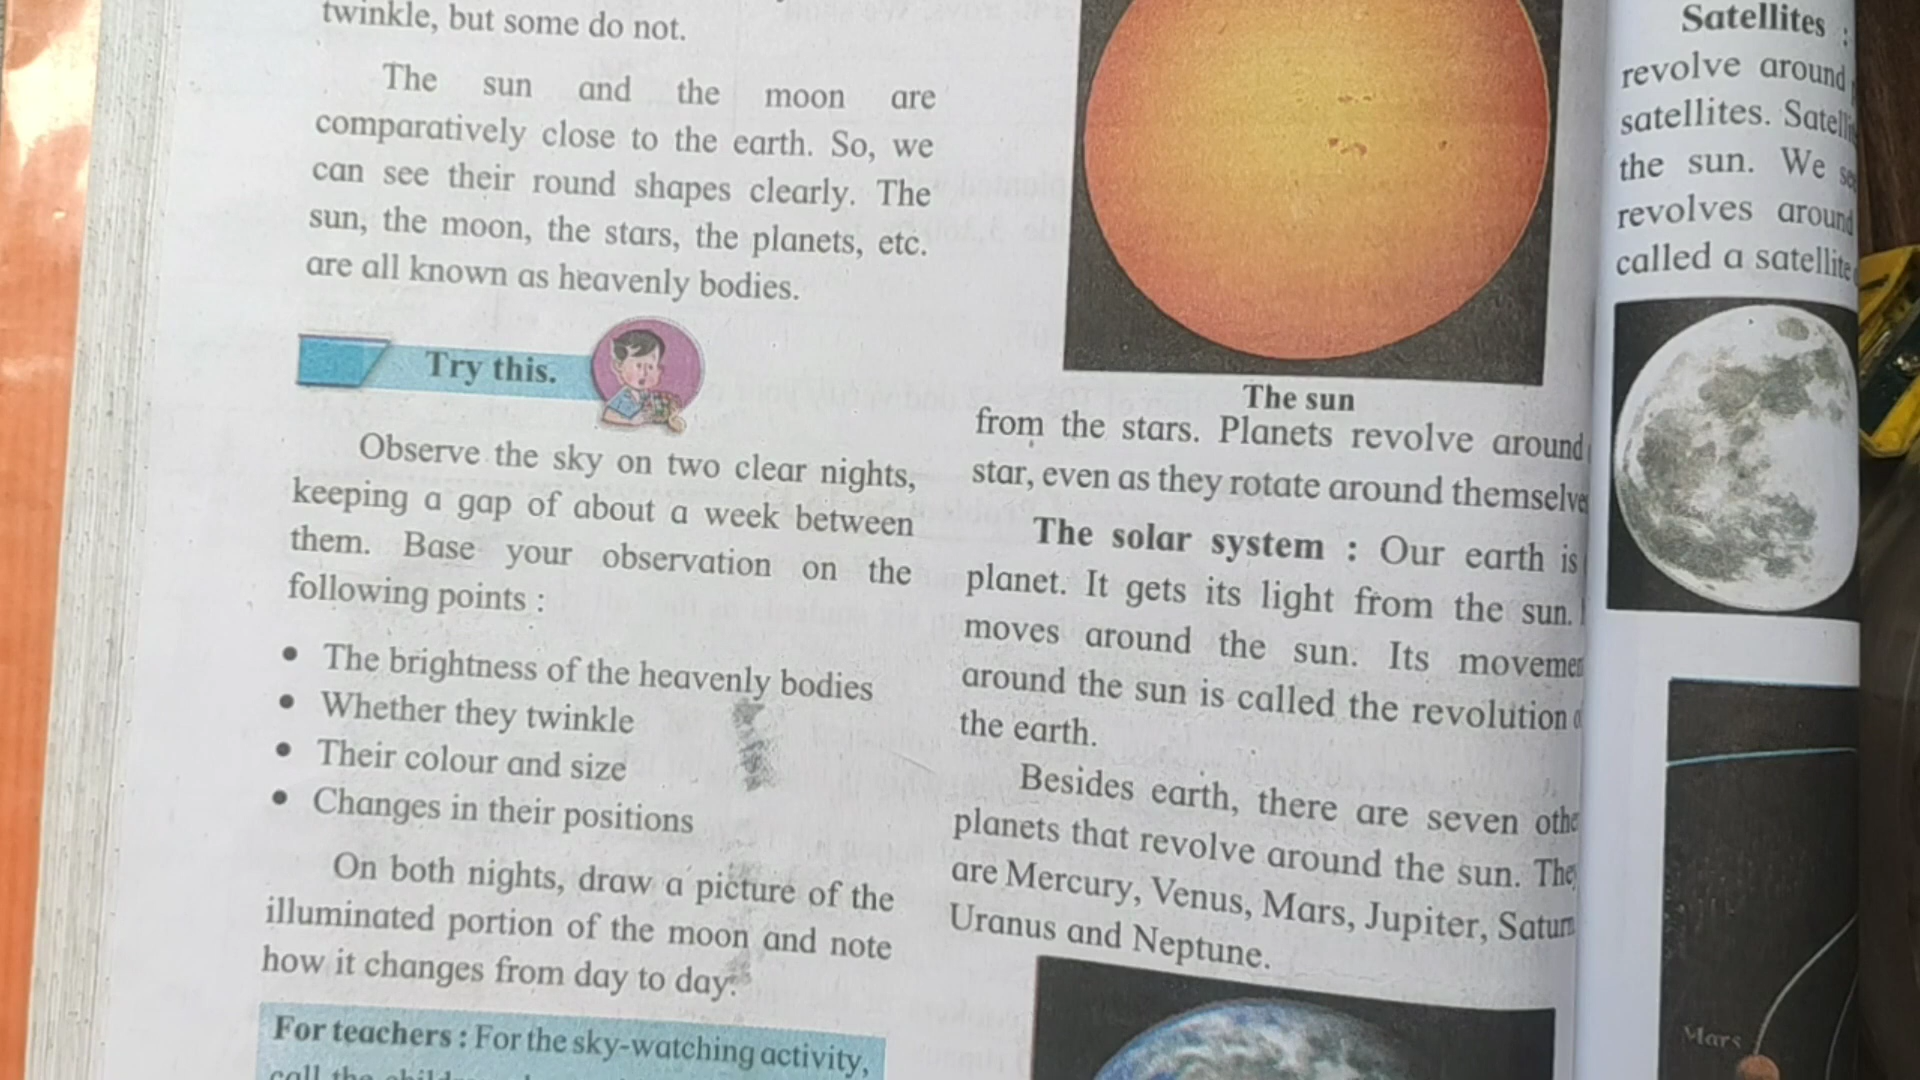 twinkle, but some do not.
The sun and the moon are
comparatively close to the earth. So, we
can see their round shapes clearly. The
sun, the moon, the stars, the planets, etc.
are all known as heavenly bodies.
Try this.
Observe the sky on two clear nights,
keeping a gap of about a week between
them. Base your observation on the
following points :
• The brightness of the heavenly bodies
• Whether they twinkle
• Their colour and size
• Changes in their positions
On both nights, draw a picture of the
illuminated portion of the moon and note
how it changes from day to day.
For teachers : For the sky-watching activity,
call the
The sun
from the stars. Planets revolve around
star, even as they rotate around themselve
The solar system : Our earth is
planet. It gets its light from the sun.
moves around the sun. Its movemen
around the sun is called the revolution
the earth.
Besides earth, there are seven othe
planets that revolve around the sun. They
are Mercury, Venus, Mars, Jupiter, Saturn
Uranus and Neptune.
Satellites :
revolve around
satellites. Satelli
the sun. We
revolves around
called a satellite
Mars